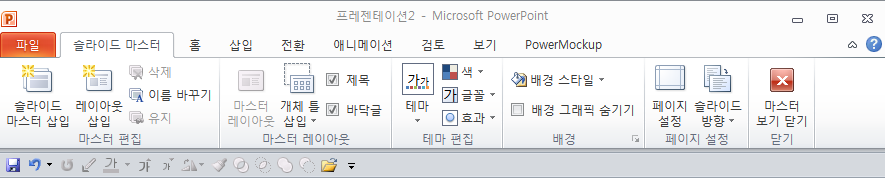 프레젠테이션2 - Microsoft PowerPoint
파일 슬라이드 마스터 홈 삽입 전환 애니메이션 검토 보기 PowerMockup
슬라이드 마스터 삽입
레이아웃 삽입
삭제
이름 바꾸기
유지
마스터 편집
마스터 레이아웃
개체 틀 삽입
제목
바닥글
마스터 레이아웃
가가
테마
색
가 글꼴
효과
테마 편집
배경 스타일
배경 그래픽 숨기기
배경
페이지 설정
슬라이드 방향
페이지 설정
마스터 보기 닫기
닫기
가 가 가